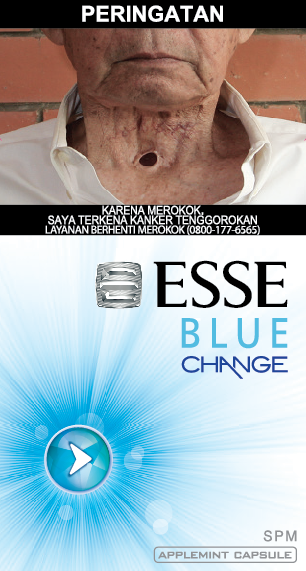 PERINGATAN
KARENA MEROKOK,
SAYA TERKENA KANKER TENGGOROKAN
LAYANAN BERHENTI MEROKOK (0800-177-6565)
ESSE
BLUE
CHANGE
SPM
APPLEMINT CAPSULE